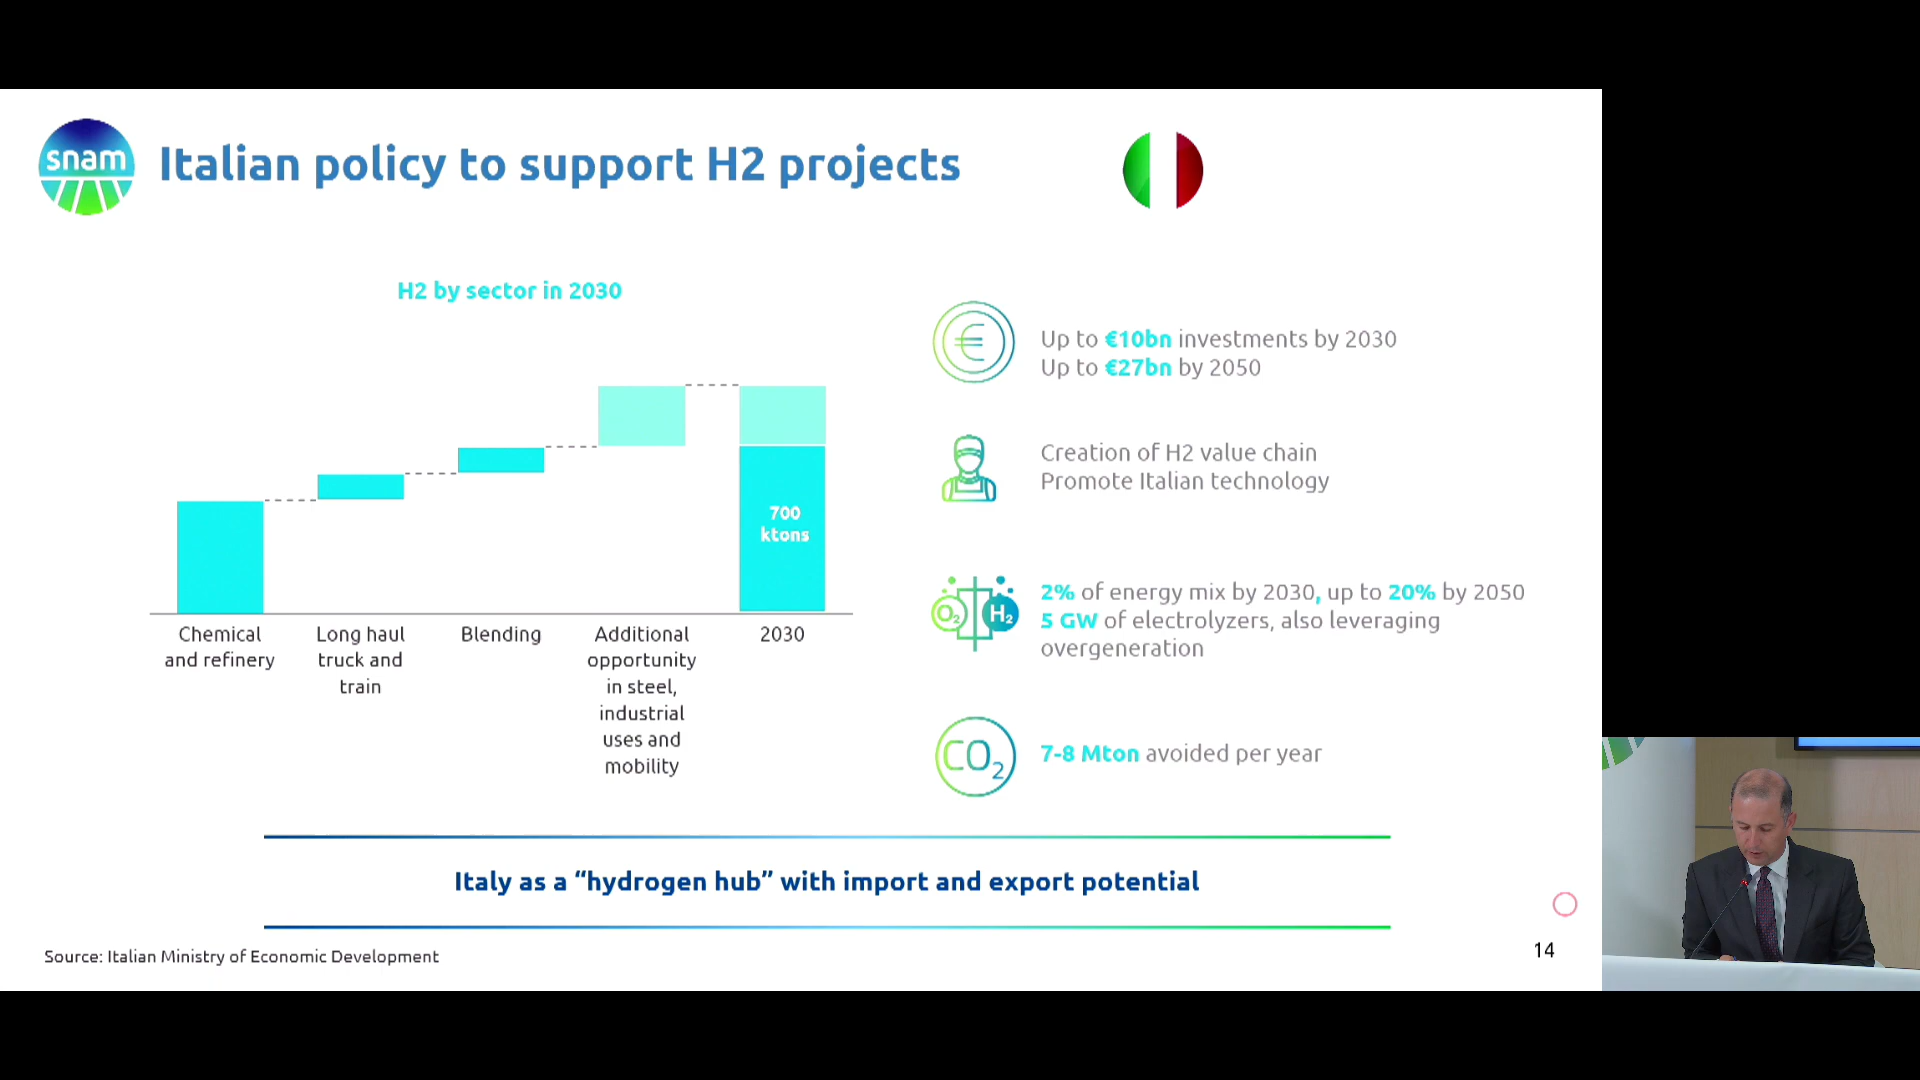 snam
Italian policy to support H2 projects
H2 by sector in 2030
700
ktons
Chemical
and refinery
Long haul
truck and
train
Blending
Additional
opportunity
in steel,
industrial
uses and
mobility
2030
€
Up to €10bn investments by 2030
Up to €27bn by 2050
Creation of H2 value chain
Promote Italian technology
O₂ H₂
2% of energy mix by 2030, up to 20% by 2050
5 GW of electrolyzers, also leveraging
overgeneration
CO₂
7-8 Mton avoided per year
Italy as a “hydrogen hub” with import and export potential
Source: Italian Ministry of Economic Development
14